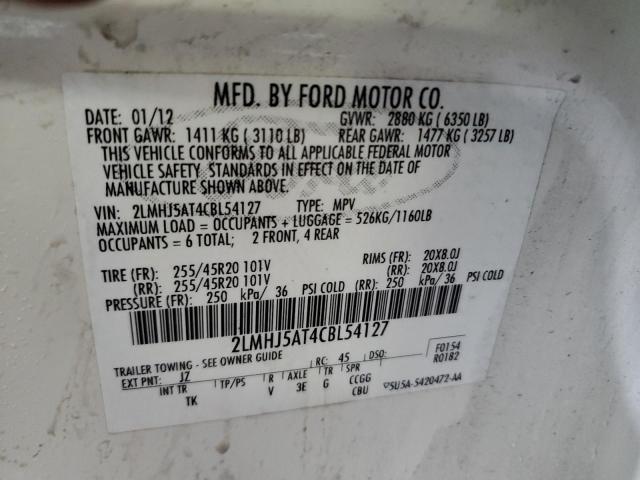 MFD. BY FORD MOTOR CO.
DATE: 01/12 GVWR: 2880 KG ( 6350 LB)
FRONT GAWR: 1411 KG ( 3110 LB) REAR GAWR: 1477 KG ( 3257 LB)
THIS VEHICLE CONFORMS TO ALL APPLICABLE FEDERAL MOTOR
VEHICLE SAFETY STANDARDS IN EFFECT ON THE DATE OF
MANUFACTURE SHOWN ABOVE.
VIN: 2LMHJ5AT4CBL54127 TYPE: MPV
MAXIMUM LOAD = OCCUPANTS + LUGGAGE = 526KG/1160LB
OCCUPANTS = 6 TOTAL; 2 FRONT, 4 REAR
TIRE (FR): 255/45R20 101V RIMS (FR): 20X8.0J
(RR): 255/45R20 101V (RR): 20X8.0J
PRESSURE (FR): 250 kPa/ 36 PSI COLD (RR): 250 kPa/ 36 PSI COLD
2LMHJ5AT4CBL54127
TRAILER TOWING - SEE OWNER GUIDE RC: 45 DSO: F0154
EXT PNT: JZ R0182
INT TR TP/PS R AXLE TR SPR
TK V 3E G CCGG
CBU
5U5A-5420472-AA